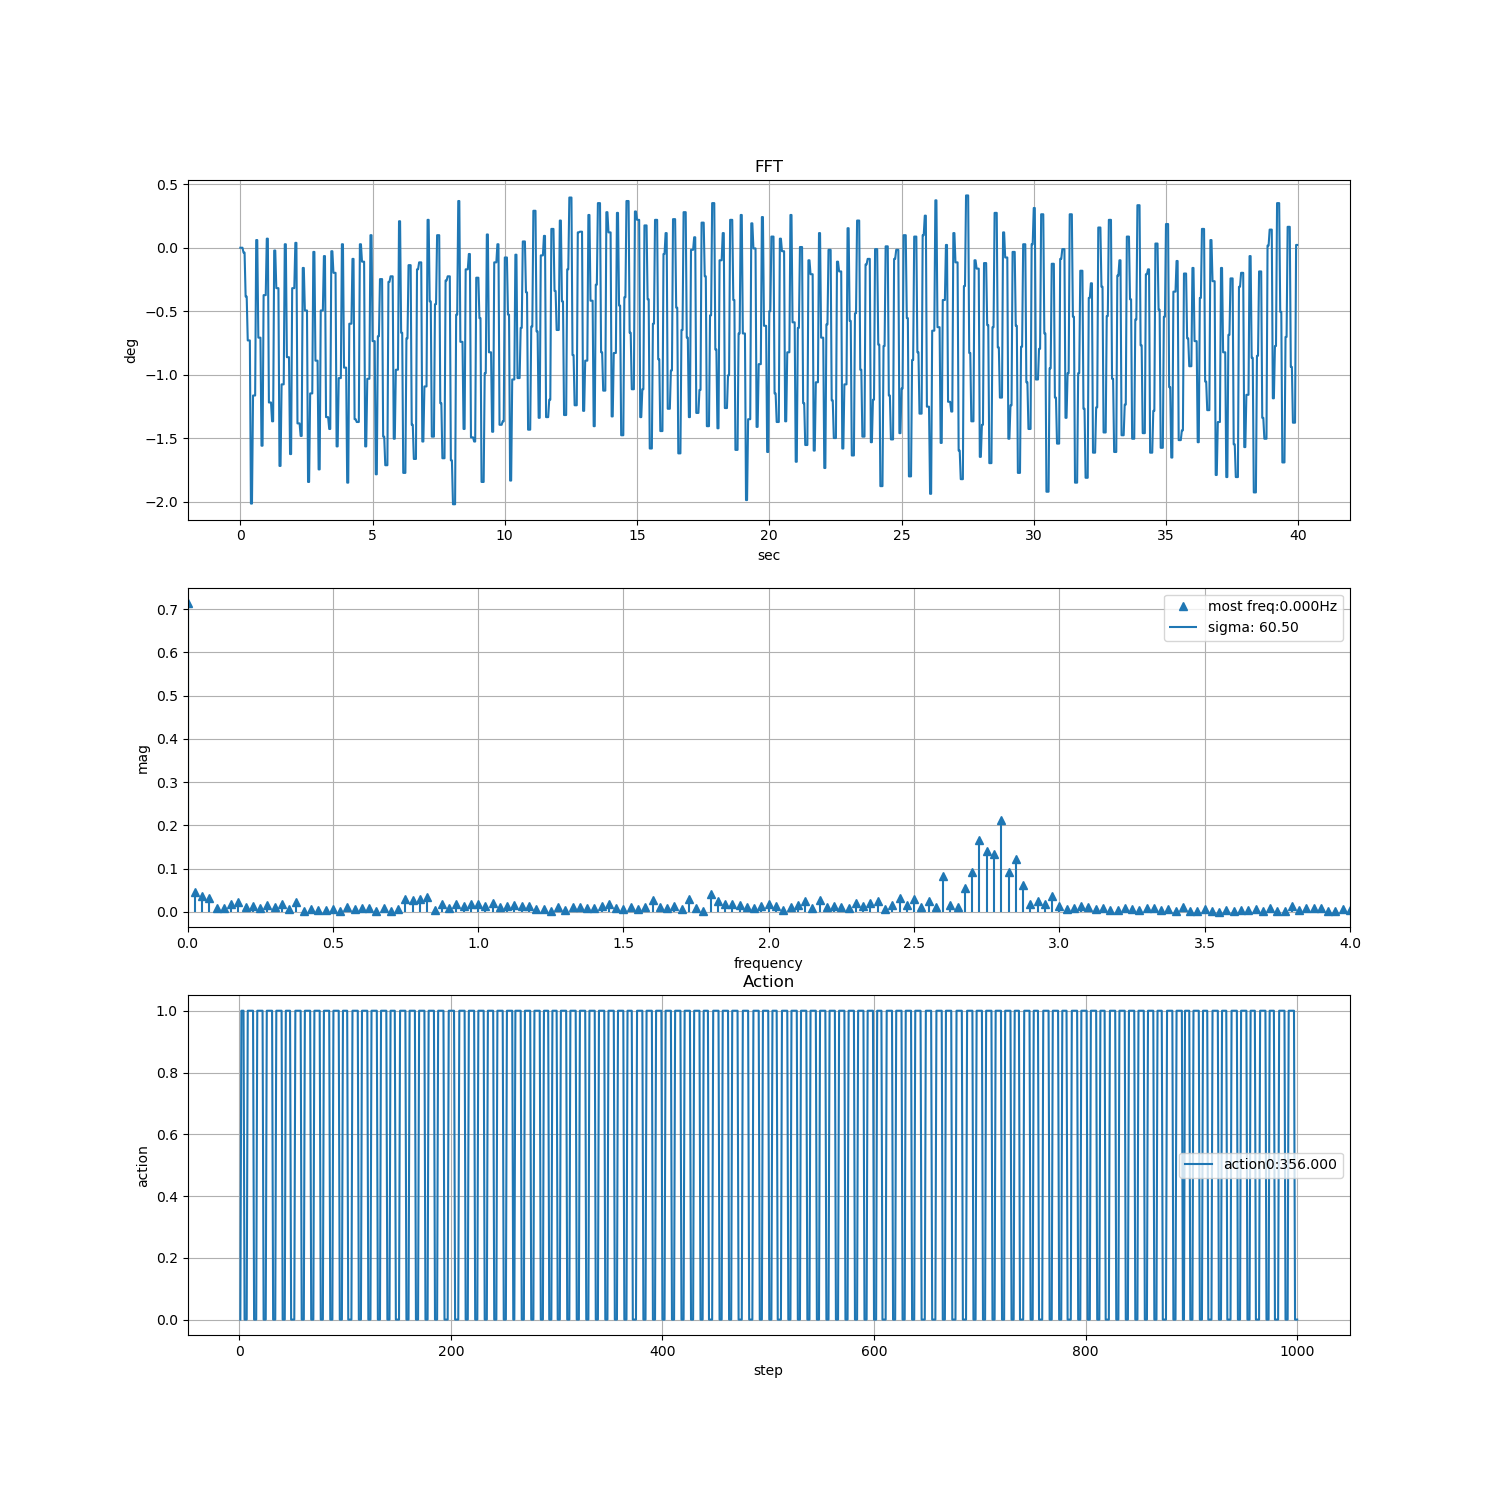 FFT
0.5
0.0
−0.5
−1.0
−1.5
−2.0
deg
0 5 10 15 20 25 30 35 40
sec
0.7
0.6
0.5
0.4
0.3
0.2
0.1
0.0
mag
most freq:0.000Hz
sigma: 60.50
0.0 0.5 1.0 1.5 2.0 2.5 3.0 3.5 4.0
frequency
Action
1.0
0.8
0.6
0.4
0.2
0.0
action
action0:356.000
0 200 400 600 800 1000
step